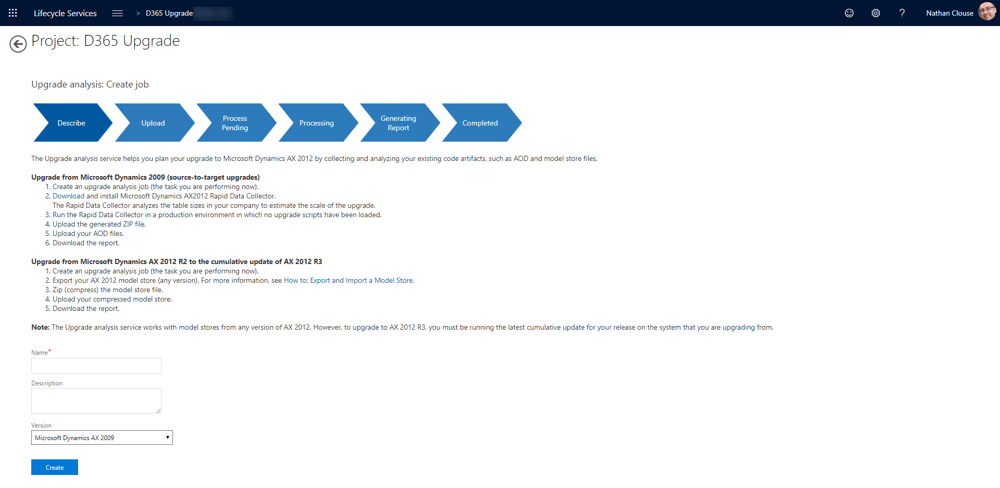 Lifecycle Services > D365 Upgrade ? Nathan Clouse
Project: D365 Upgrade
Upgrade analysis: Create job
Describe
Upload
Process
Pending
Processing
Generating
Report
Completed
The Upgrade analysis service helps you plan your upgrade to Microsoft Dynamics AX 2012 by collecting and analyzing your existing code artifacts, such as AOD and model store files.
Upgrade from Microsoft Dynamics 2009 (source-to-target upgrades)
1. Create an upgrade analysis job (the task you are performing now).
2. Download and install Microsoft Dynamics AX2012 Rapid Data Collector.
The Rapid Data Collector analyzes the table sizes in your company to estimate the scale of the upgrade.
3. Run the Rapid Data Collector in a production environment in which no upgrade scripts have been loaded.
4. Upload the generated ZIP file.
5. Upload your AOD files.
6. Download the report.
Upgrade from Microsoft Dynamics AX 2012 R2 to the cumulative update of AX 2012 R3
1. Create an upgrade analysis job (the task you are performing now).
2. Export your AX 2012 model store (any version). For more information, see How to: Export and Import a Model Store.
3. Zip (compress) the model store file.
4. Upload your compressed model store.
5. Download the report.
Note: The Upgrade analysis service works with model stores from any version of AX 2012. However, to upgrade to AX 2012 R3, you must be running the latest cumulative update for your release on the system that you are upgrading from.
Name*
Description
Version
Microsoft Dynamics AX 2009
Create